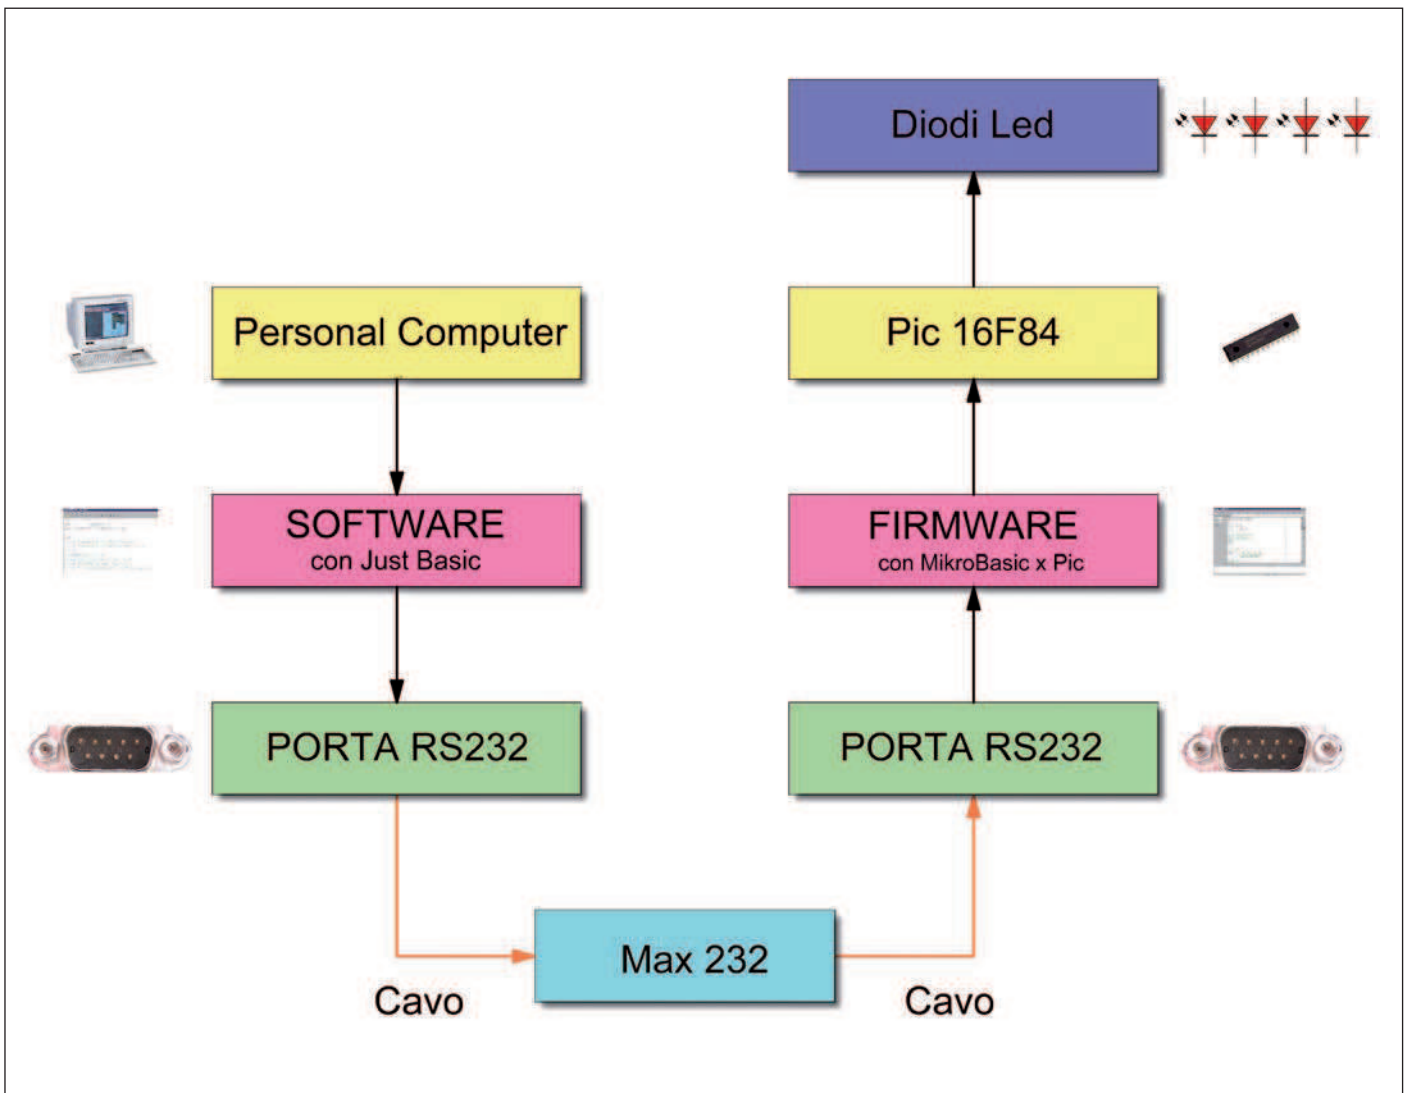 Diodi Led
Personal Computer
Pic 16F84
SOFTWARE
con Just Basic
FIRMWARE
con MikroBasic x Pic
PORTA RS232
PORTA RS232
Max 232
Cavo
Cavo